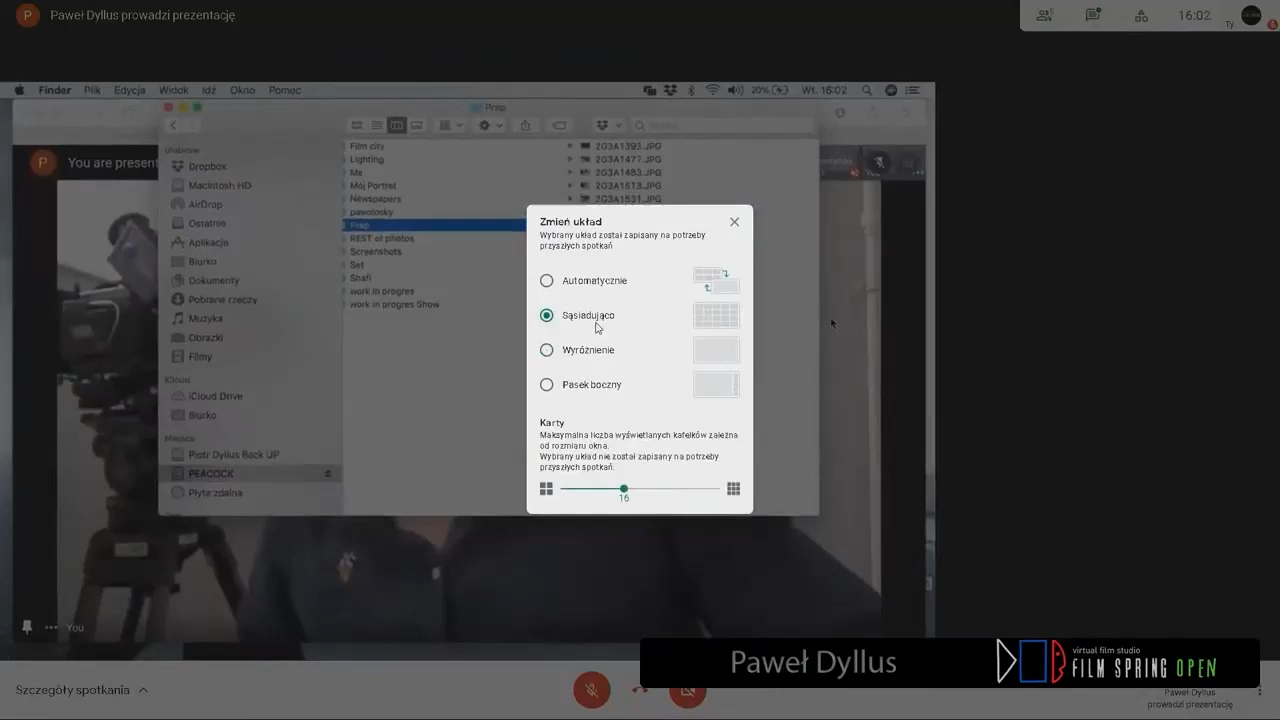 P Paweł Dyllus prowadzi prezentację
5
16:02
Ty
Finder Plik Edycja Widok Idź Okno Pomoc
20% Wt. 16:02
Prep
P You are present
Ulubione
Dropbox
Macintosh HD
AirDrop
Ostatnie
Aplikacje
Biurko
Dokumenty
Pobrane rzeczy
Muzyka
Obrazki
Filmy
iCloud
iCloud Drive
Biurko
Miejsca
Piotr Dyllus Back UP
PEACOCK
Płyta zdalna
Film city
Lighting
Me
Mój Portret
Newspapers
pawolosky
Prep
REST of photos
Screenshots
Set
Shafi
work in progres
work in progres Show
2G3A1393.JPG
2G3A1477.JPG
2G3A1483.JPG
2G3A1513.JPG
2G3A1531.JPG
Zmień układ
Wybrany układ został zapisany na potrzeby
przyszłych spotkań
Automatycznie
Sąsiadująco
Wyróżnienie
Pasek boczny
Karty
Maksymalna liczba wyświetlanych kafelków zależna
od rozmiaru okna.
Wybrany układ nie został zapisany na potrzeby
przyszłych spotkań.
16
You
Szczegóły spotkania
Paweł Dyllus
virtual film studio
FILM SPRING OPEN
Paweł Dyllus
prowadzi prezentację